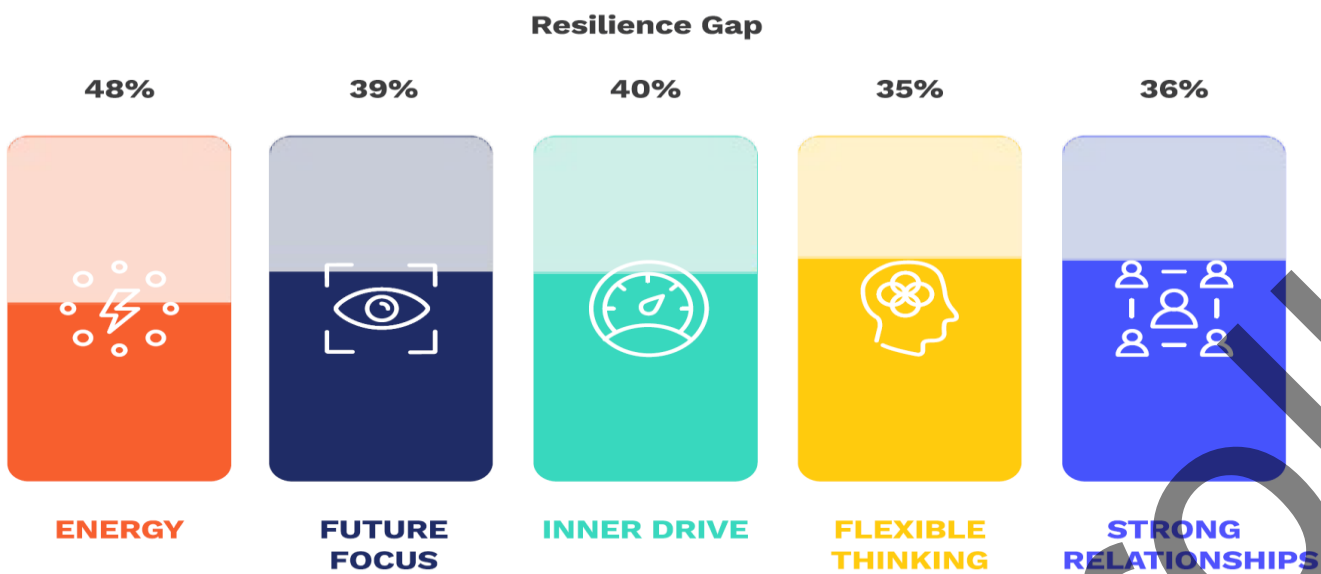 Resilience Gap
48%
39%
40%
35%
36%
ENERGY
FUTURE
FOCUS
INNER DRIVE
FLEXIBLE
THINKING
STRONG
RELATIONSHIPS